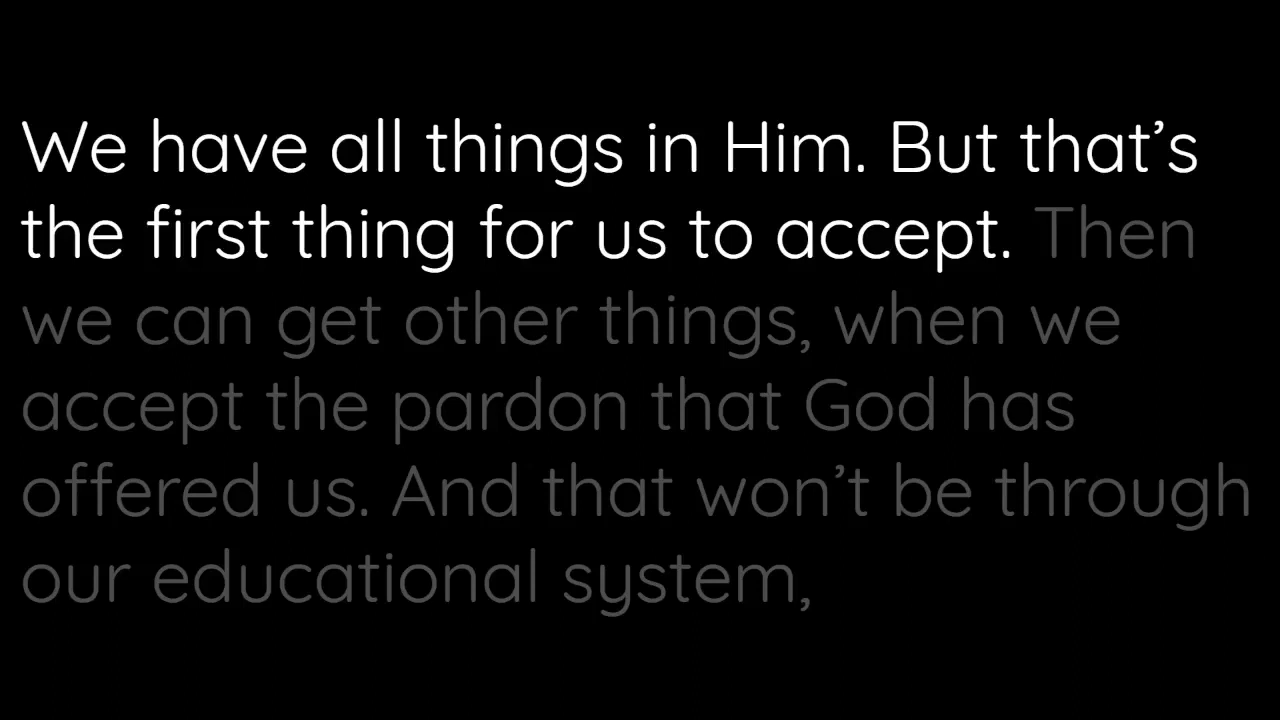 We have all things in Him. But that’s
the first thing for us to accept. Then
we can get other things, when we
accept the pardon that God has
offered us. And that won’t be through
our educational system,